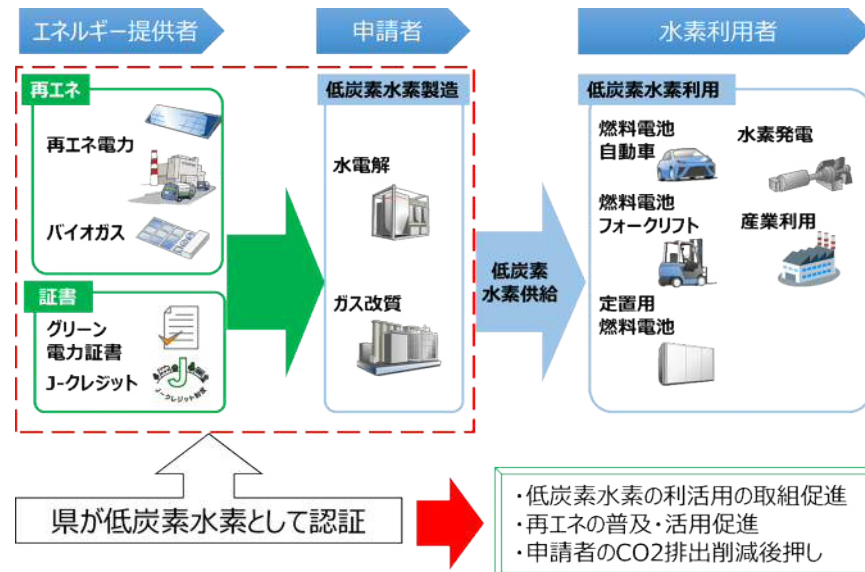 エネルギー提供者
申請者
水素利用者
再エネ
再エネ電力
バイオガス
証書
グリーン
電力証書
J-クレジット
J
J-クレジット制度
低炭素水素製造
水電解
ガス改質
低炭素
水素供給
低炭素水素利用
燃料電池
自動車
燃料電池
フォークリフト
定置用
燃料電池
水素発電
産業利用
県が低炭素水素として認証
・低炭素水素の利活用の取組促進
・再エネの普及・活用促進
・申請者のCO2排出削減後押し